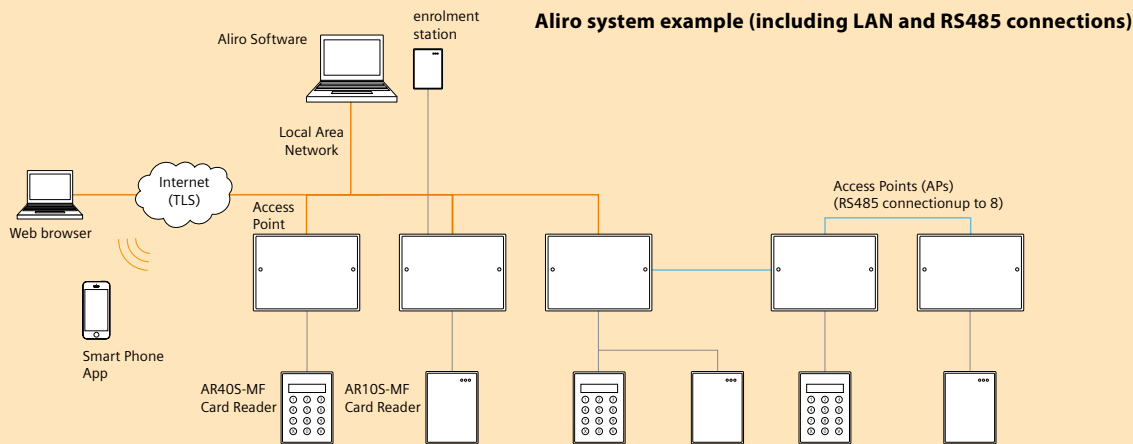 Aliro system example (including LAN and RS485 connections)
enrolment
station
Aliro Software
Local Area
Network
Internet
(TLS)
Web browser
Access
Point
Access Points (APs)
(RS485 connectionup to 8)
Smart Phone
App
AR40S-MF
Card Reader
AR10S-MF
Card Reader